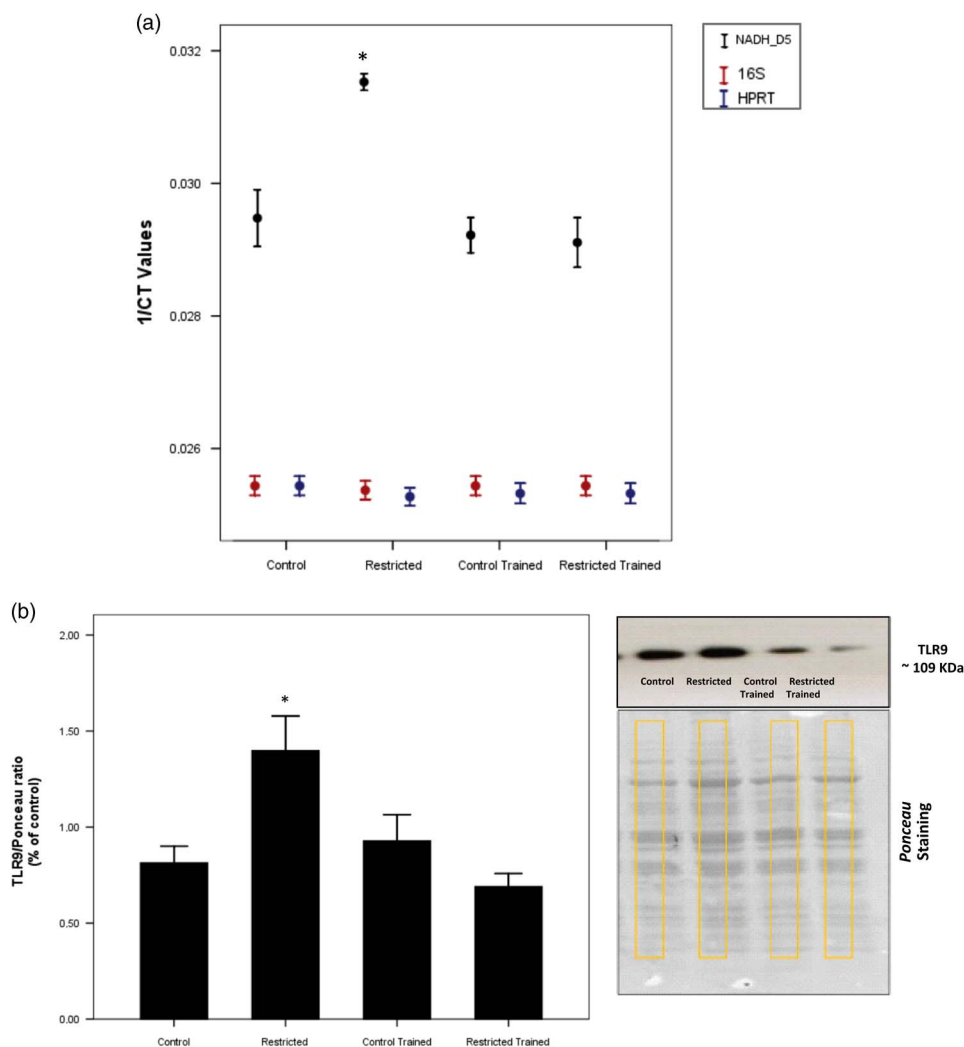 (a)
NADH_D5
16S
HPRT
*
1/CT Values
0.032
0.030
0.028
0.026
Control
Restricted
Control Trained
Restricted Trained
(b)
TLR9/Ponceau ratio
(% of control)
2.00
1.50
1.00
0.50
0.00
*
Control
Restricted
Control Trained
Restricted Trained
TLR9
~ 109 KDa
Control Restricted Control Restricted
Trained Trained
Ponceau
Staining